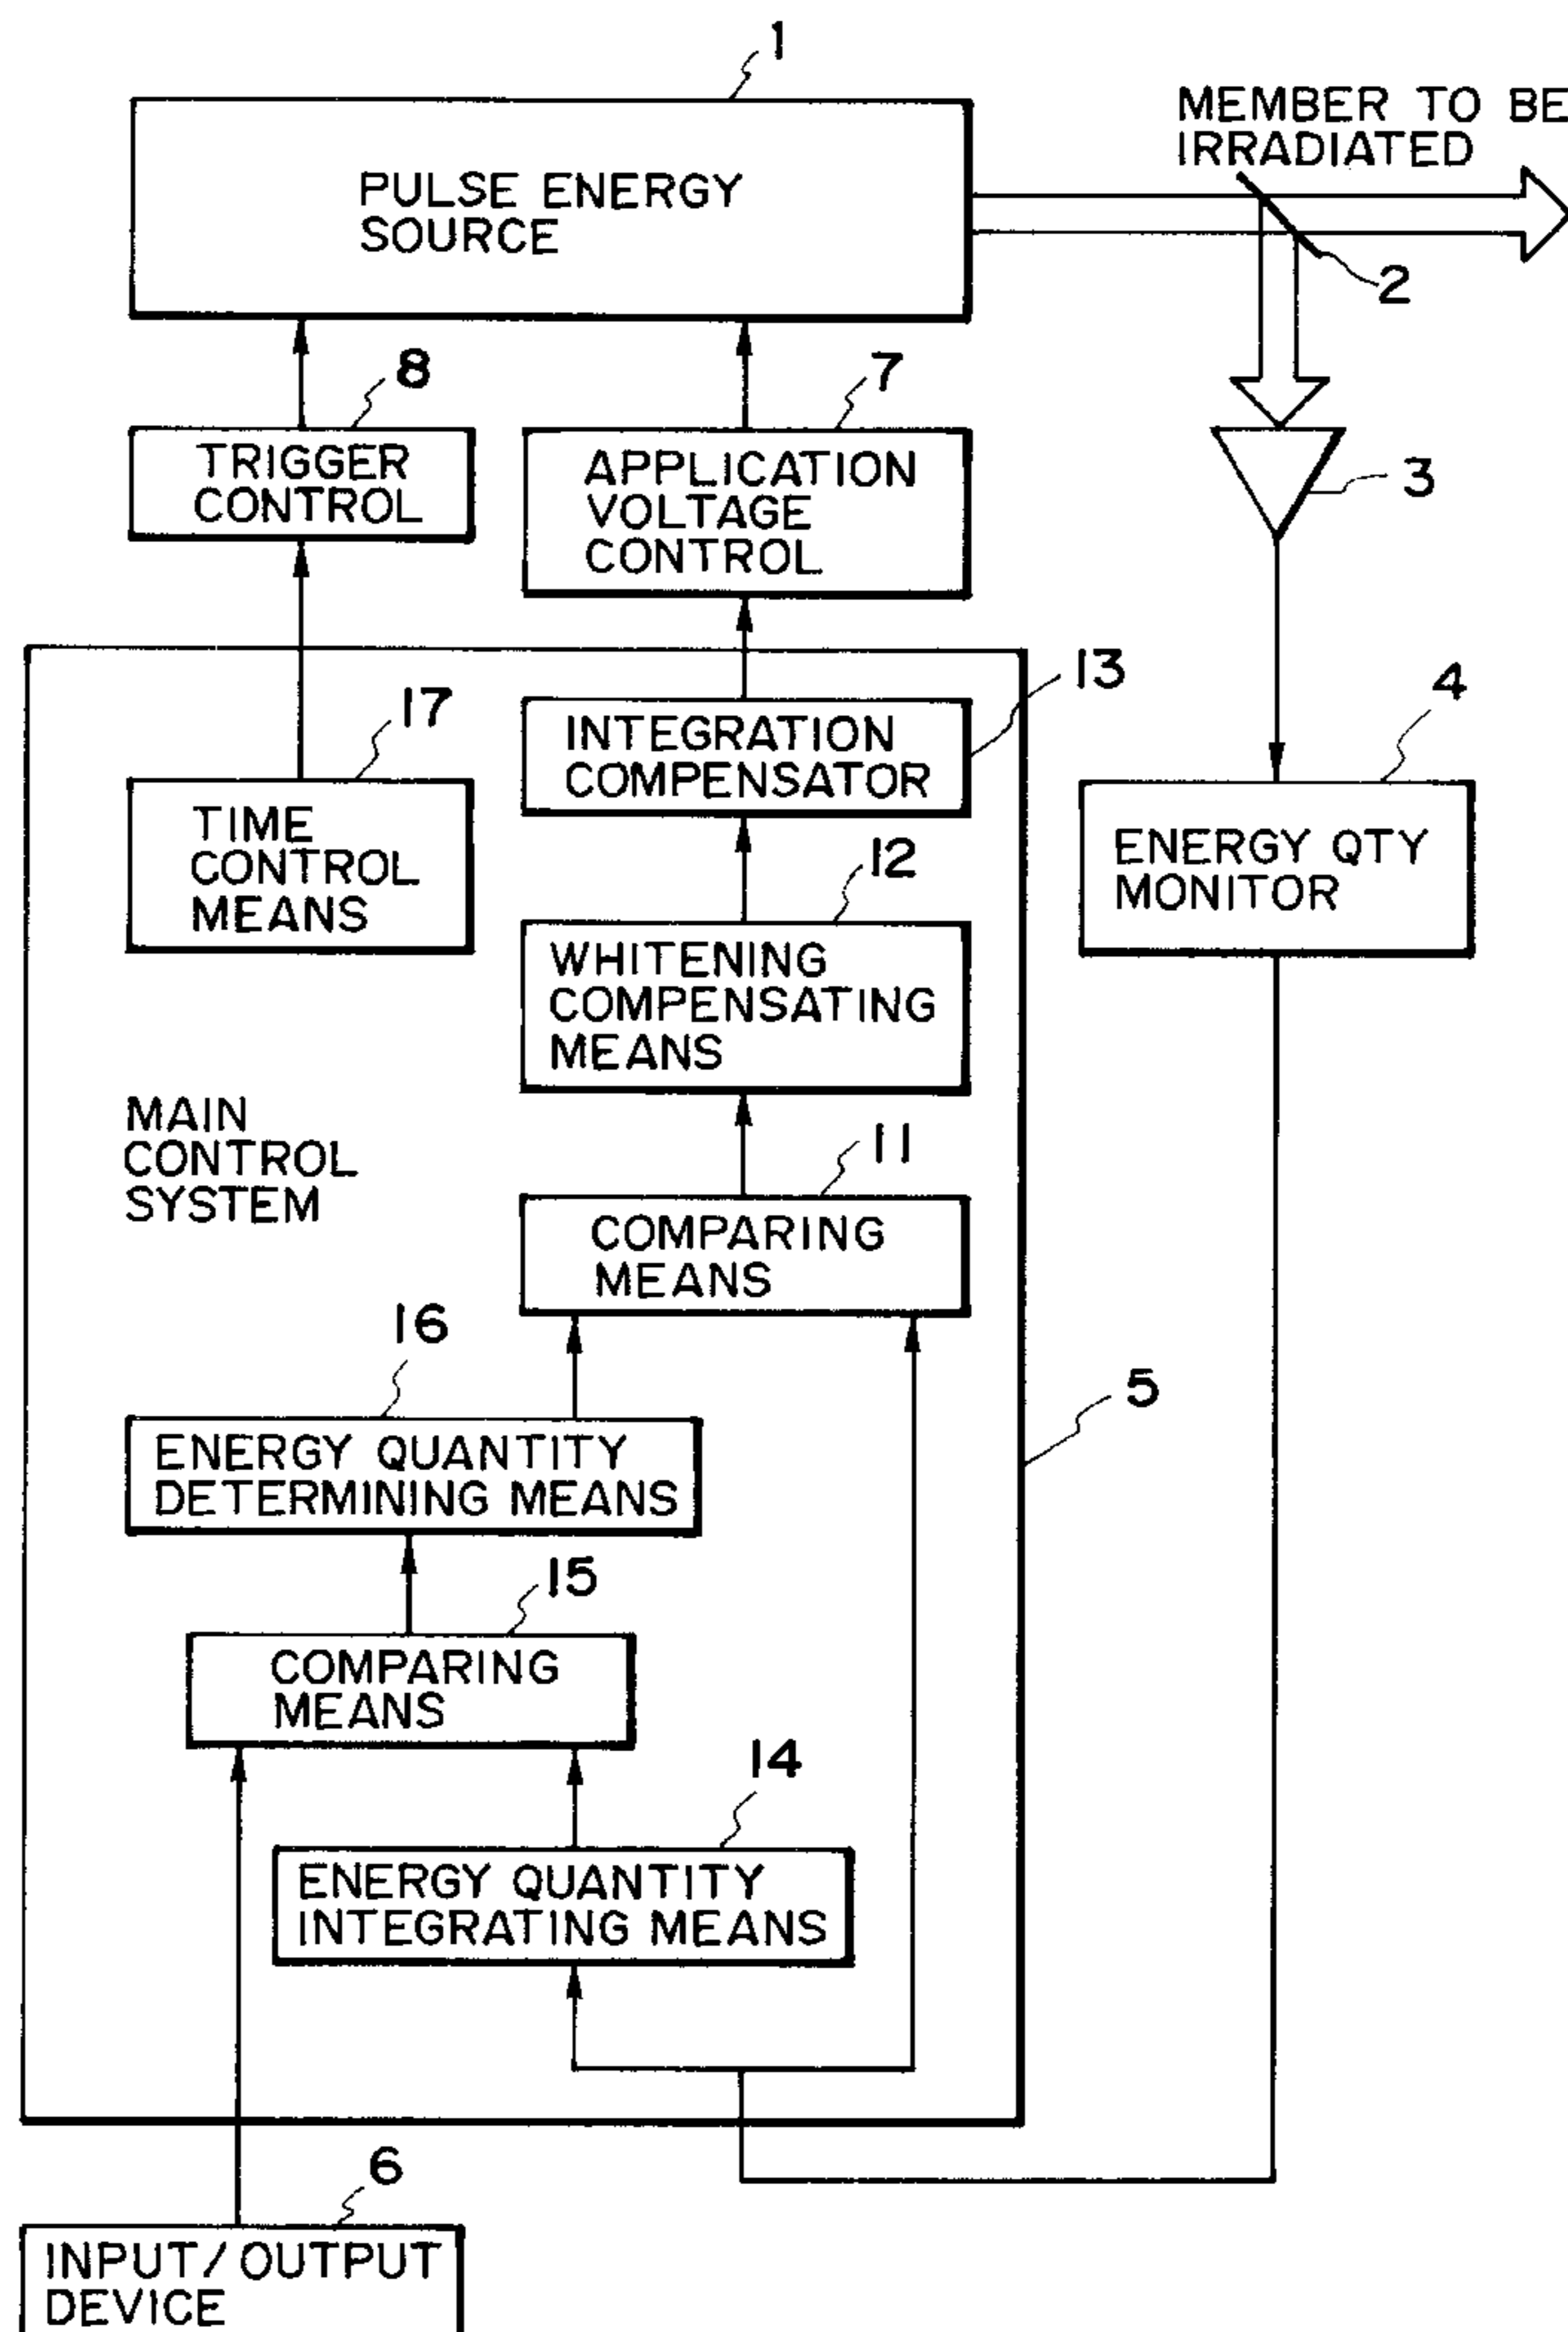 1
MEMBER TO BE
IRRADIATED
PULSE ENERGY
SOURCE
2
8
7
TRIGGER
CONTROL
APPLICATION
VOLTAGE
CONTROL
3
13
4
17
INTEGRATION
COMPENSATOR
TIME
CONTROL
MEANS
ENERGY QTY
MONITOR
12
WHITENING
COMPENSATING
MEANS
MAIN
CONTROL
SYSTEM
11
COMPARING
MEANS
16
5
ENERGY QUANTITY
DETERMINING MEANS
15
COMPARING
MEANS
14
ENERGY QUANTITY
INTEGRATING MEANS
6
INPUT/OUTPUT
DEVICE